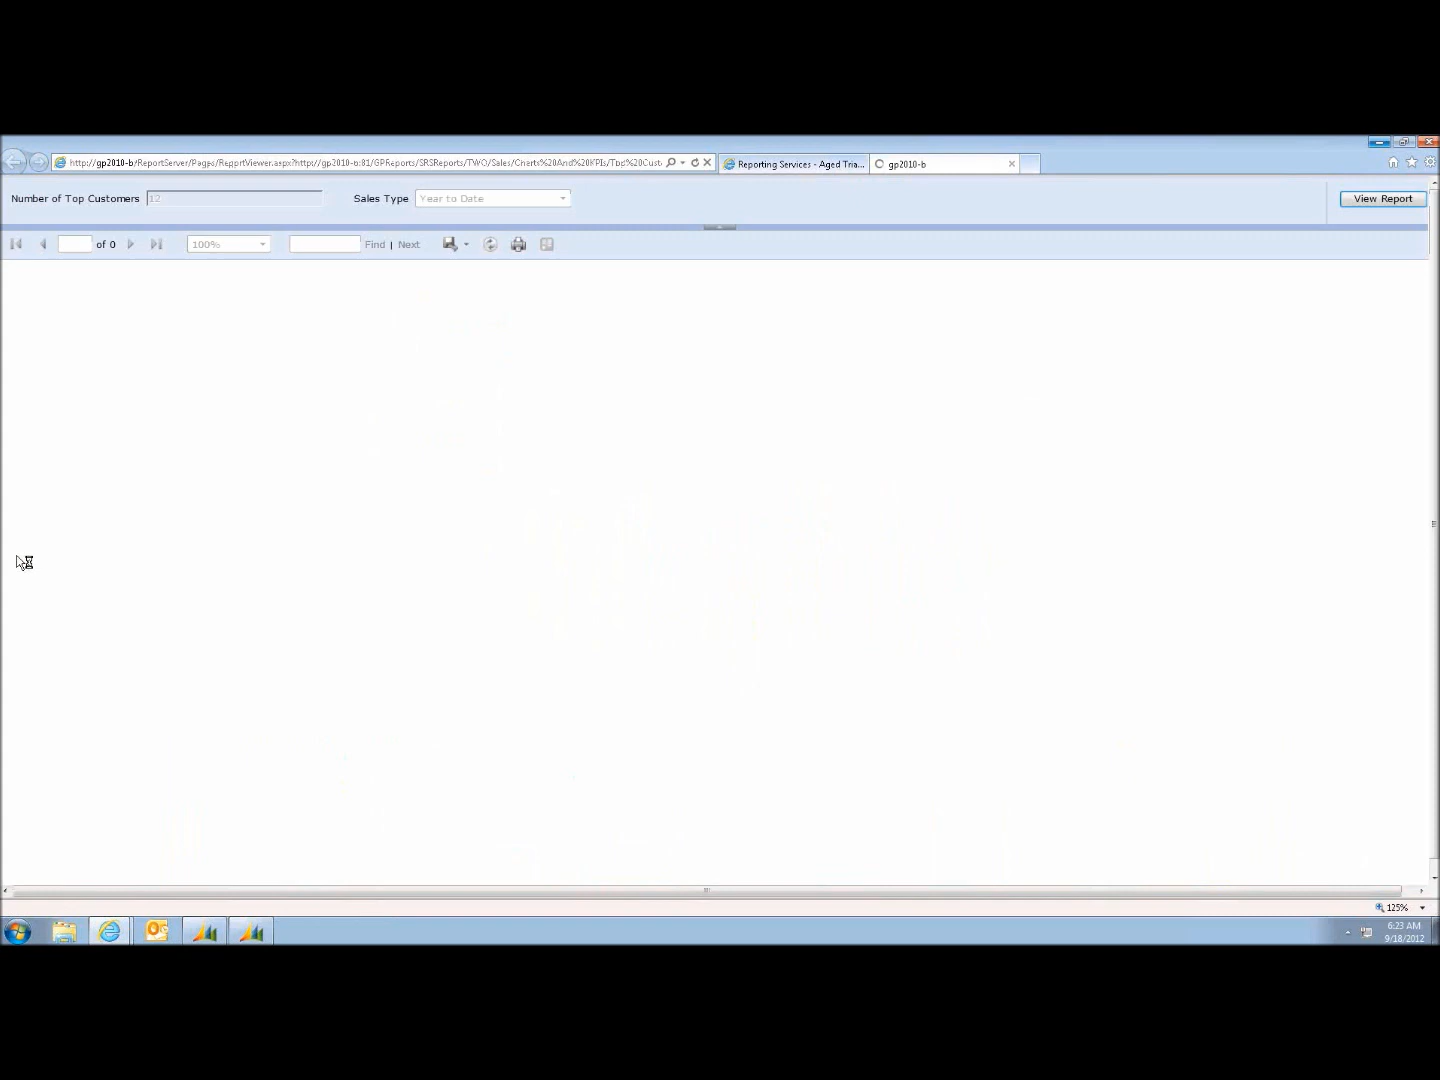 http://gp2010-b/ReportServer/Pages/ReportViewer.aspx?http://gp2010-b:81/GPReports/SRSReports/TWO/Sales/Charts%20And%20KPIs/Top%20Cust
Reporting Services - Aged Tria...
gp2010-b
Number of Top Customers
12
Sales Type
Year to Date
View Report
of 0
100%
Find | Next
125%
6:23 AM
9/18/2012